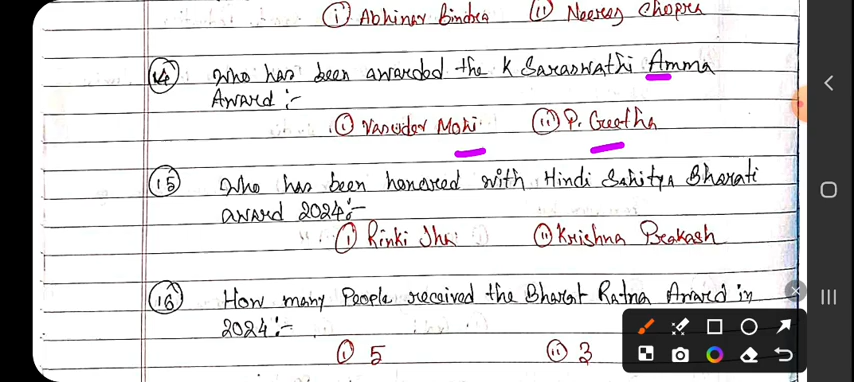 (i) Abhinav Bindra (ii) Neeraj Chopra
(14) Who has been awarded the K Saraswathi Amma
Award :-
(i) Vasudev Mohi (ii) P. Geetha
(15) Who has been honored with Hindi Sahitya Bharati
award 2024:-
(i) Rinki Jha (ii) Krishna Prakash
(16) How many People received the Bharat Ratna Award in
2024:-
(i) 5 (ii) 3